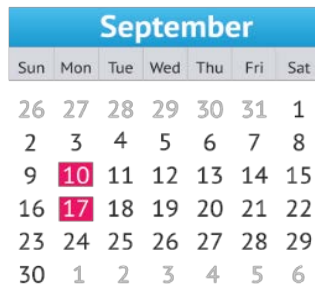 September
Sun Mon Tue Wed Thu Fri Sat
26 27 28 29 30 31 1
2 3 4 5 6 7 8
9 10 11 12 13 14 15
16 17 18 19 20 21 22
23 24 25 26 27 28 29
30 1 2 3 4 5 6